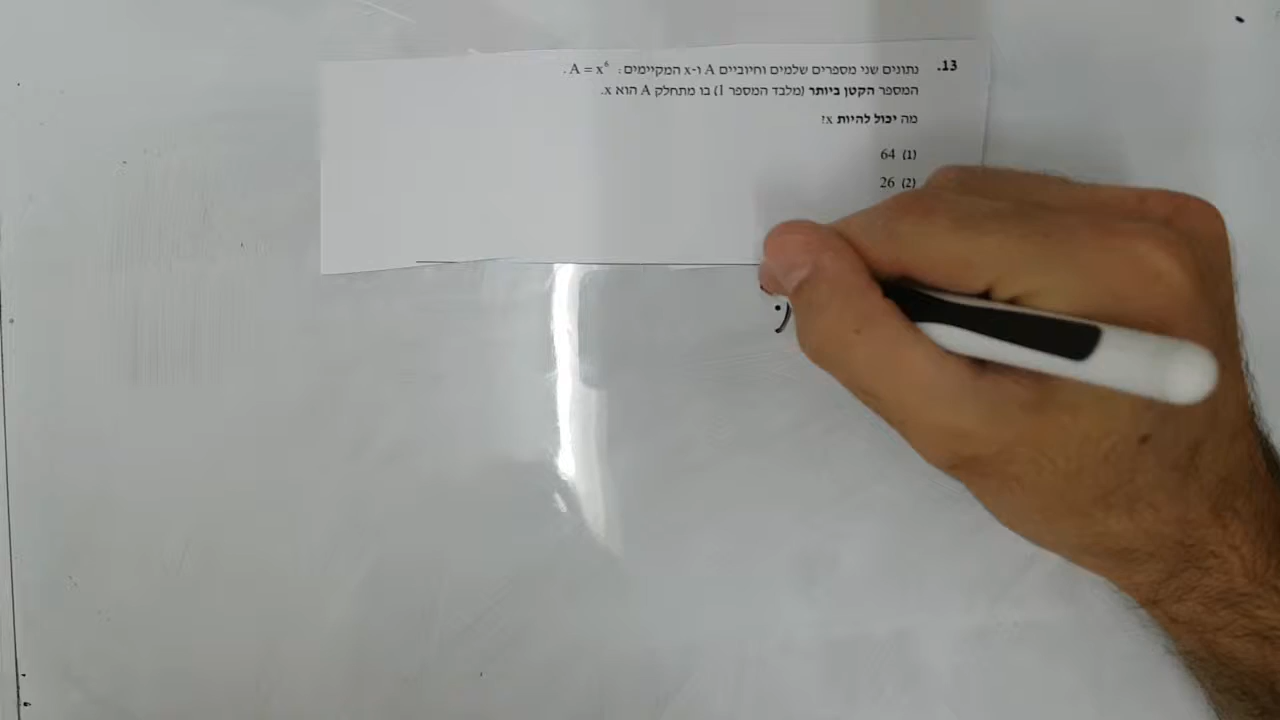 13. נתונים שני מספרים שלמים וחיוביים A ו-x המקיימים: A = x⁶.
המספר הקטן ביותר (מלבד המספר 1) בו מתחלק A הוא x.
מה יכול להיות x?
(1) 64
(2) 26